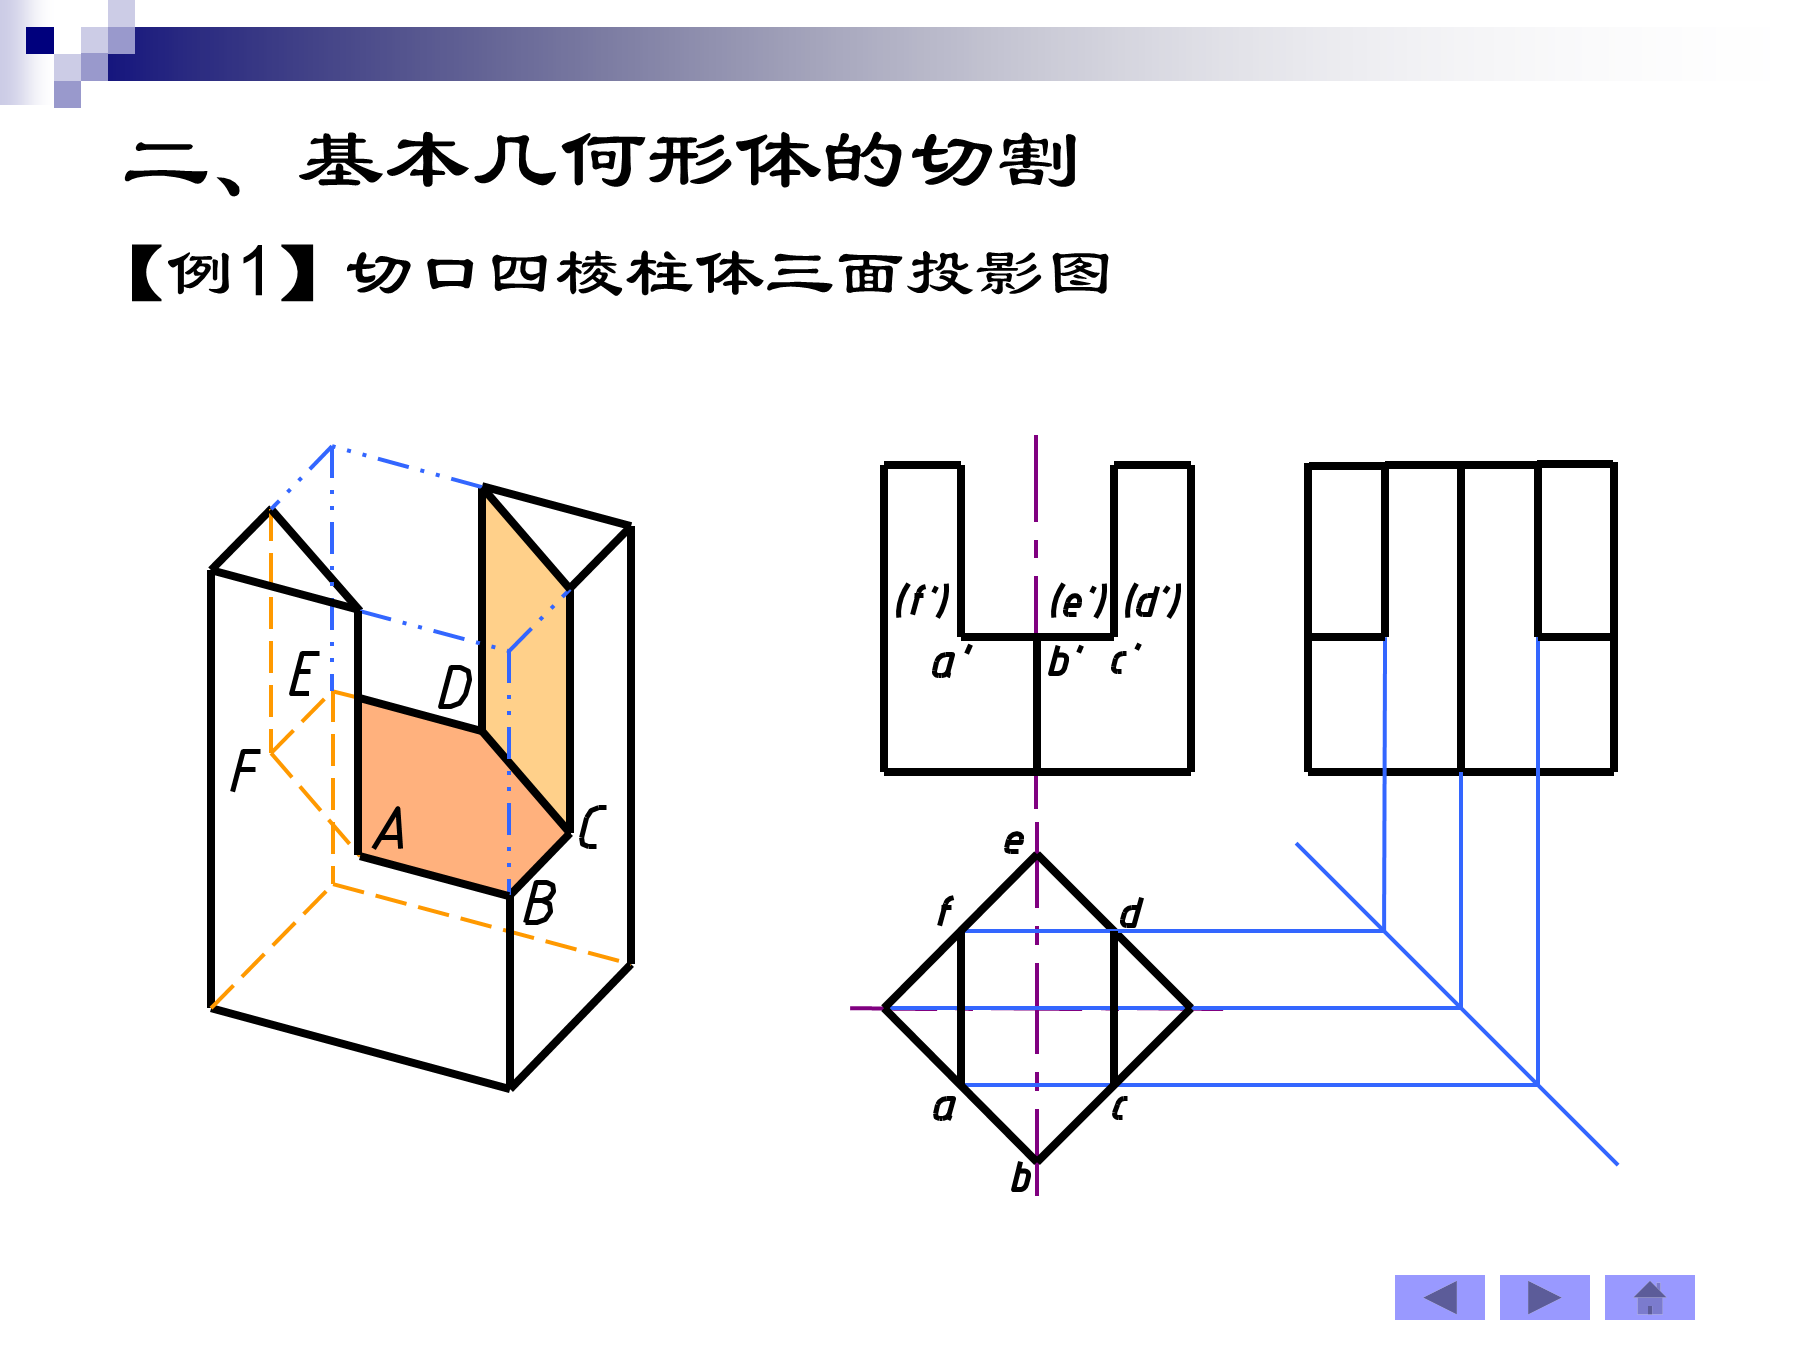 二、基本几何形体的切割
【例1】切口四棱柱体三面投影图
E
D
F
A
C
B
(f') (e') (d')
a' b' c'
e
f d
a c
b